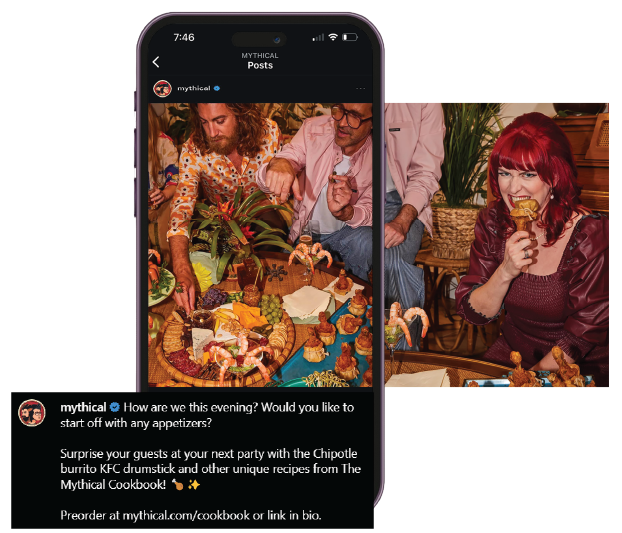 7:46
MYTHICAL
Posts
mythical
mythical How are we this evening? Would you like to
start off with any appetizers?
Surprise your guests at your next party with the Chipotle
burrito KFC drumstick and other unique recipes from The
Mythical Cookbook! 🍗 ✨
Preorder at mythical.com/cookbook or link in bio.